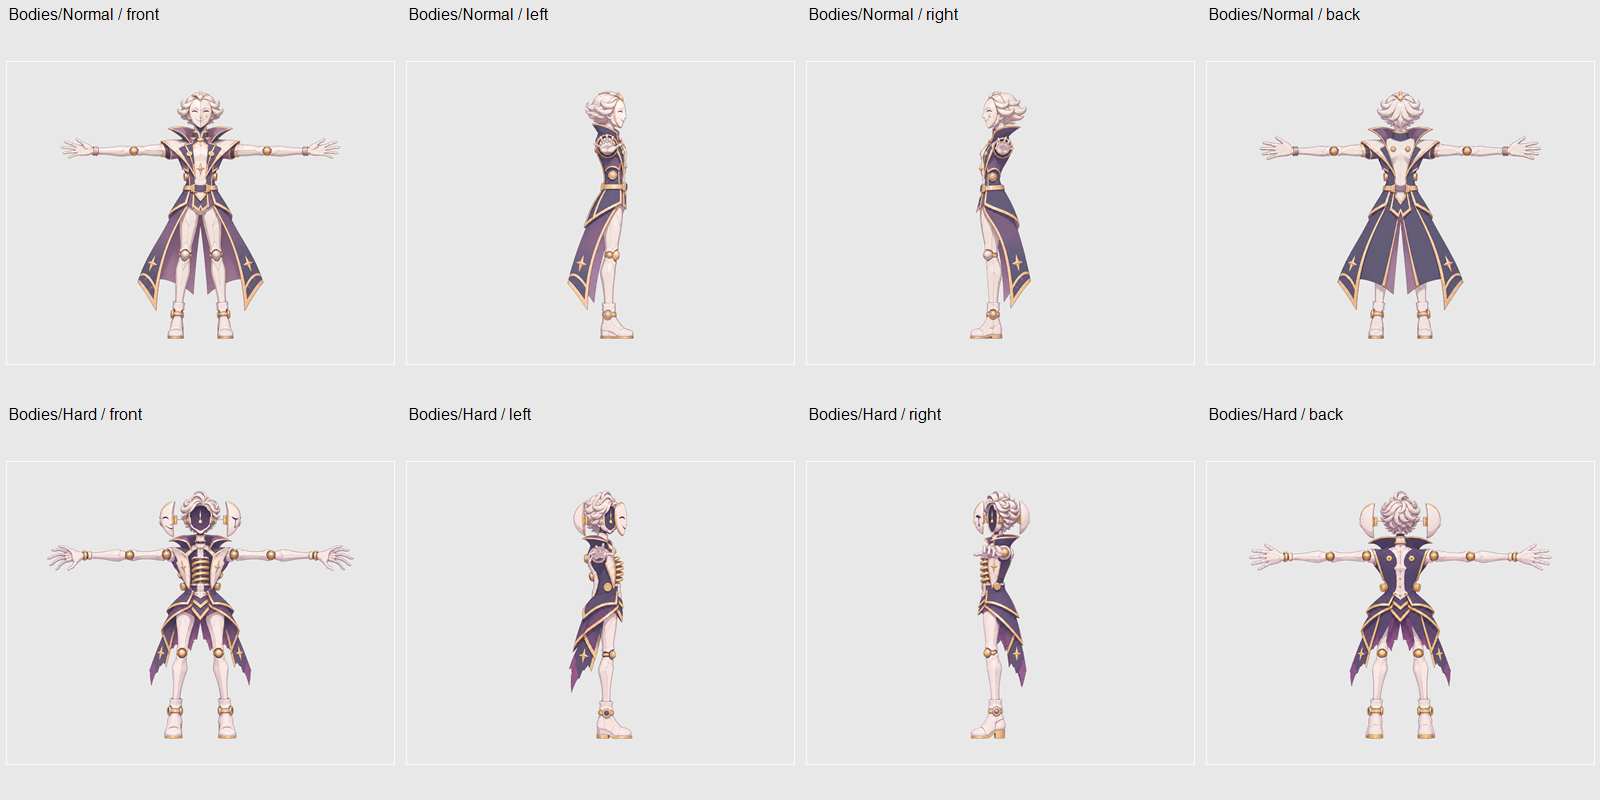 Bodies/Normal / front
Bodies/Normal / left
Bodies/Normal / right
Bodies/Normal / back
Bodies/Hard / front
Bodies/Hard / left
Bodies/Hard / right
Bodies/Hard / back